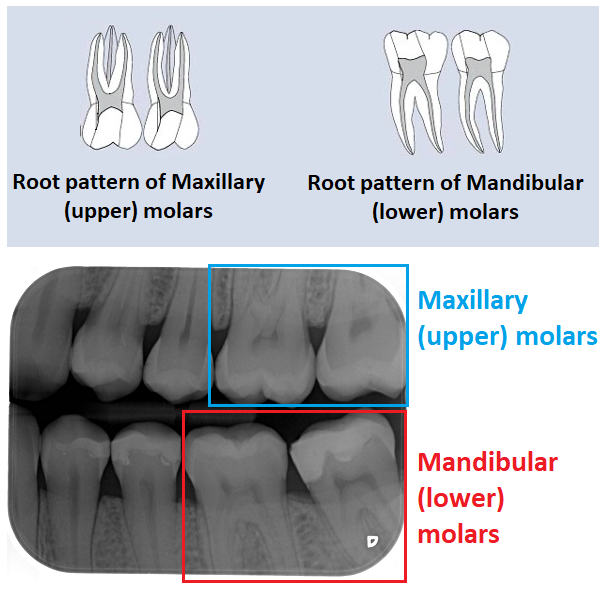 Root pattern of Maxillary
(upper) molars
Root pattern of Mandibular
(lower) molars
Maxillary
(upper) molars
Mandibular
(lower)
molars
D